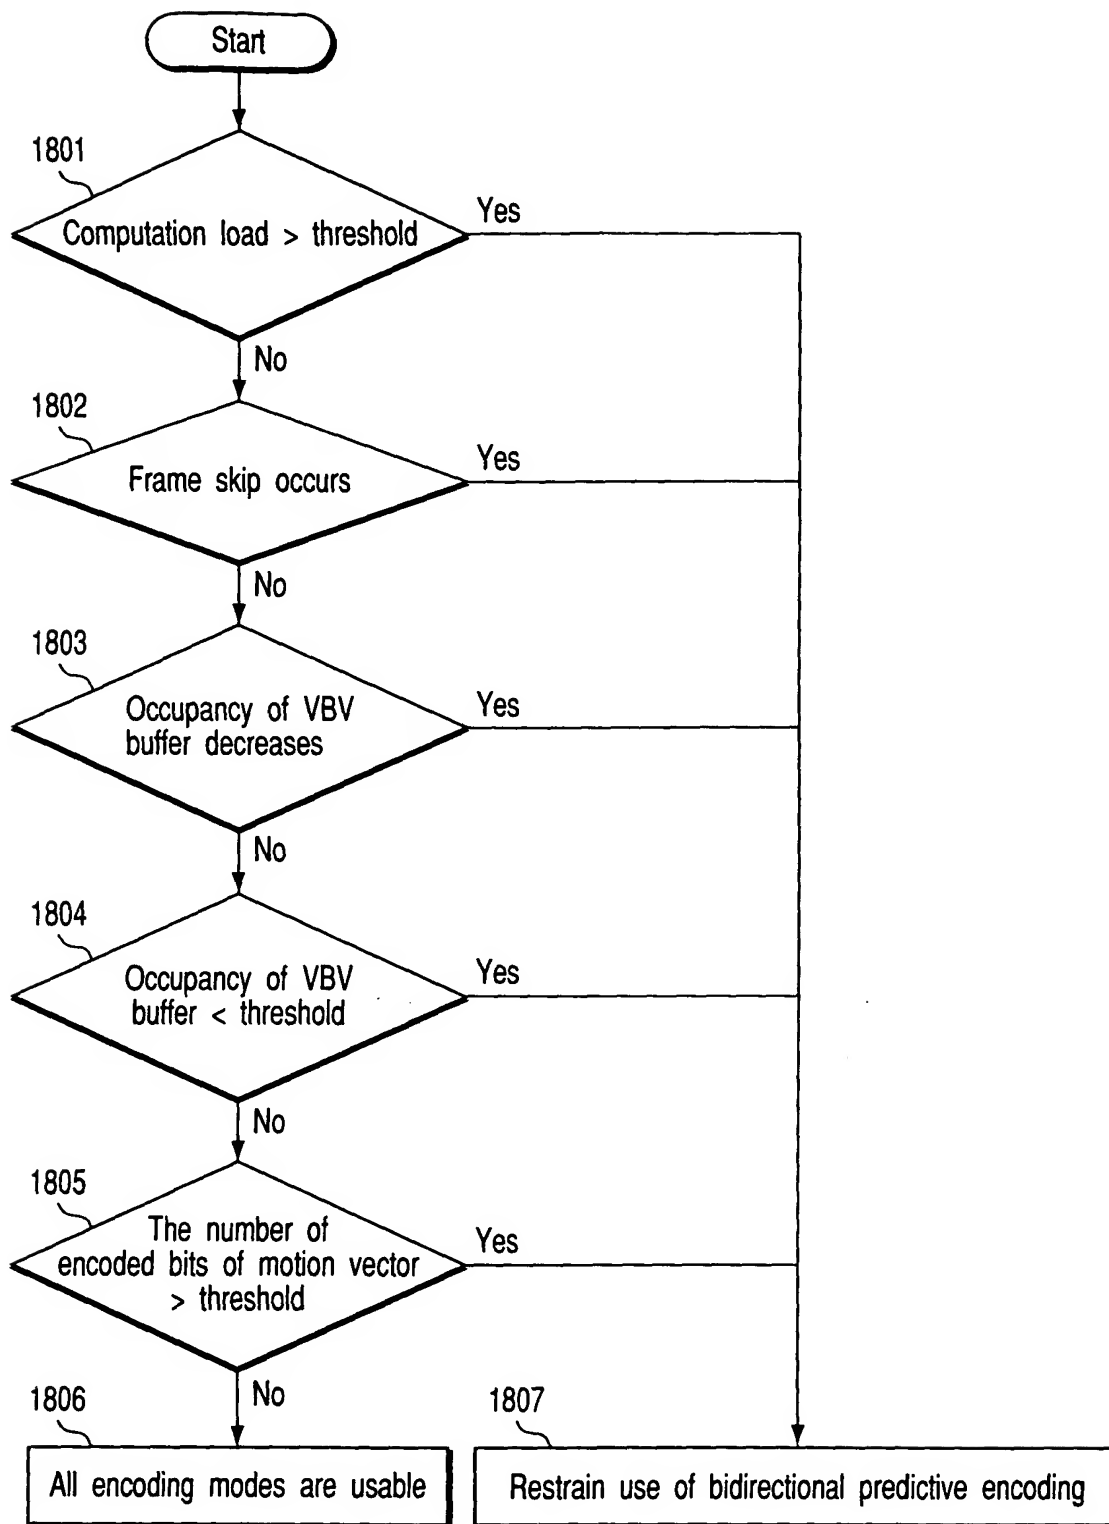 Start
1801
Computation load > threshold
Yes
No
1802
Frame skip occurs
Yes
No
1803
Occupancy of VBV
buffer decreases
Yes
No
1804
Occupancy of VBV
buffer < threshold
Yes
No
1805
The number of
encoded bits of motion vector
> threshold
Yes
No
1806
All encoding modes are usable
1807
Restrain use of bidirectional predictive encoding